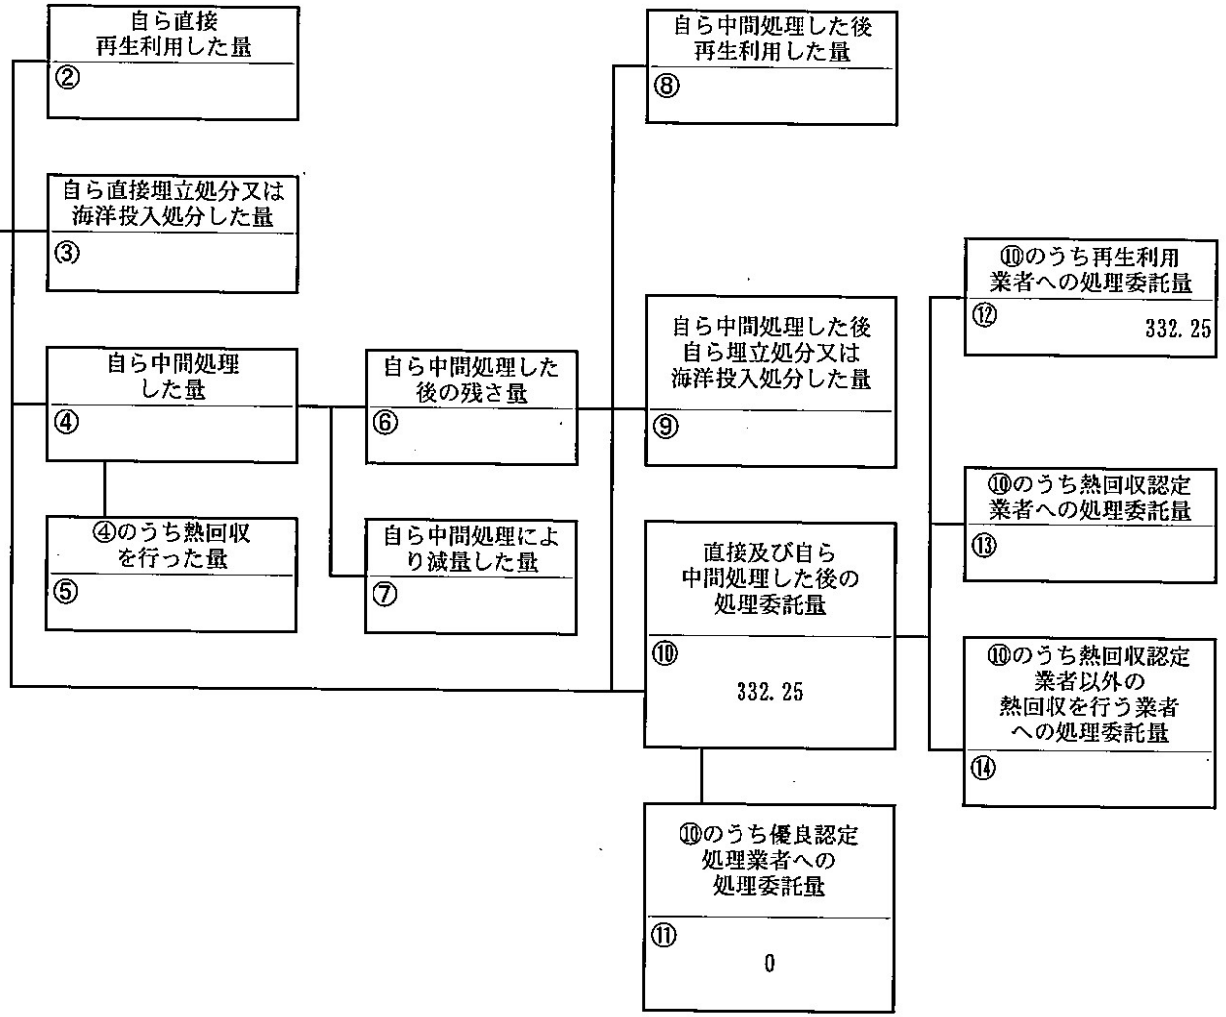 自ら直接
再生利用した量
②
自ら直接埋立処分又は
海洋投入処分した量
③
自ら中間処理
した量
④
④のうち熱回収
を行った量
⑤
自ら中間処理した
後の残さ量
⑥
自ら中間処理によ
り減量した量
⑦
自ら中間処理した後
再生利用した量
⑧
自ら中間処理した後
自ら埋立処分又は
海洋投入処分した量
⑨
直接及び自ら
中間処理した後の
処理委託量
⑩
332.25
⑩のうち優良認定
処理業者への
処理委託量
⑪
0
⑩のうち再生利用
業者への処理委託量
⑫
332.25
⑩のうち熱回収認定
業者への処理委託量
⑬
⑩のうち熱回収認定
業者以外の
熱回収を行う業者
への処理委託量
⑭